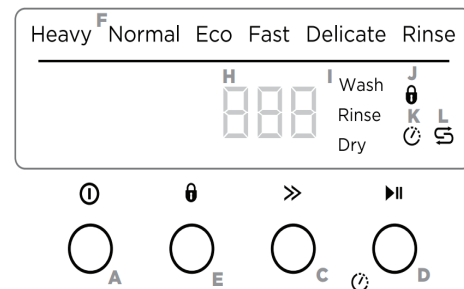 Heavy F Normal Eco Fast Delicate Rinse
H 888 I Wash J
Rinse K L
Dry
A E C D